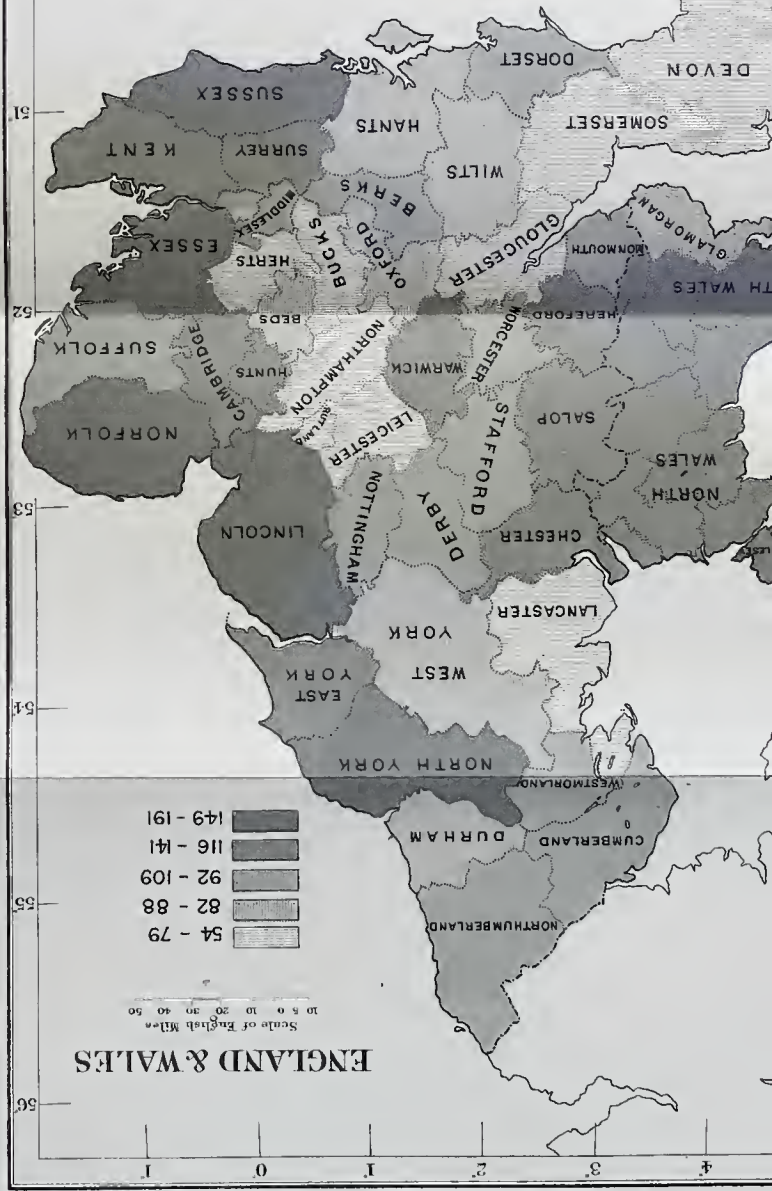 4° 3° 2° 1° 0° 1°
56°
ENGLAND & WALES
Scale of English Miles
10 5 0 10 20 30 40 50
54 - 79
82 - 88
92 - 109
116 - 141
149 - 191
55°
NORTHUMBERLAND
CUMBERLAND
DURHAM
WESTMORLAND
NORTH YORK
54°
WEST
YORK
EAST
YORK
LANCASTER
LINCOLN
CHESTER
DERBY
NOTTINGHAM
53°
NORTH
WALES
SALOP
STAFFORD
LEICESTER
RUTLAND
NORFOLK
WARWICK
WORCESTER
NORTHAMPTON
HUNTS
CAMBRIDGE
SUFFOLK
BEDS
52°
HEREFORD
TH WALES
GLAMORGAN
MONMOUTH
GLOUCESTER
OXFORD
BUCKS
HERTS
ESSEX
MIDDLESEX
BERKS
WILTS
SURREY
KENT
HANTS
SOMERSET
51°
SUSSEX
DEVON
DORSET